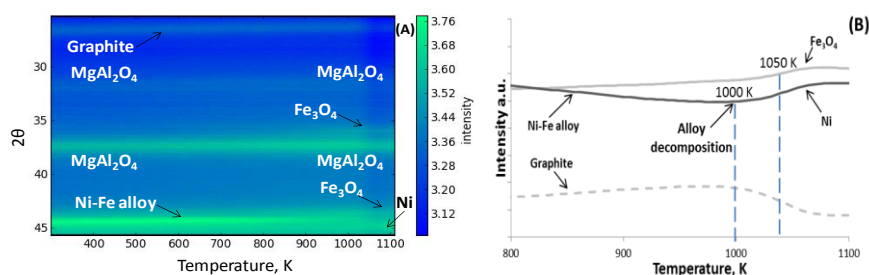 (A)
Graphite
MgAl2O4
MgAl2O4
Fe3O4
MgAl2O4
MgAl2O4
Ni-Fe alloy
Fe3O4
Ni
30
35
40
45
2θ
400 500 600 700 800 900 1000 1100
Temperature, K
3.76
3.68
3.60
3.52
3.44
3.36
3.28
3.20
3.12
intensity
(B)
Fe3O4
1050 K
1000 K
Ni
Ni-Fe alloy
Alloy
decomposition
Graphite
Intensity a.u.
800 900 1000 1100
Temperature, K